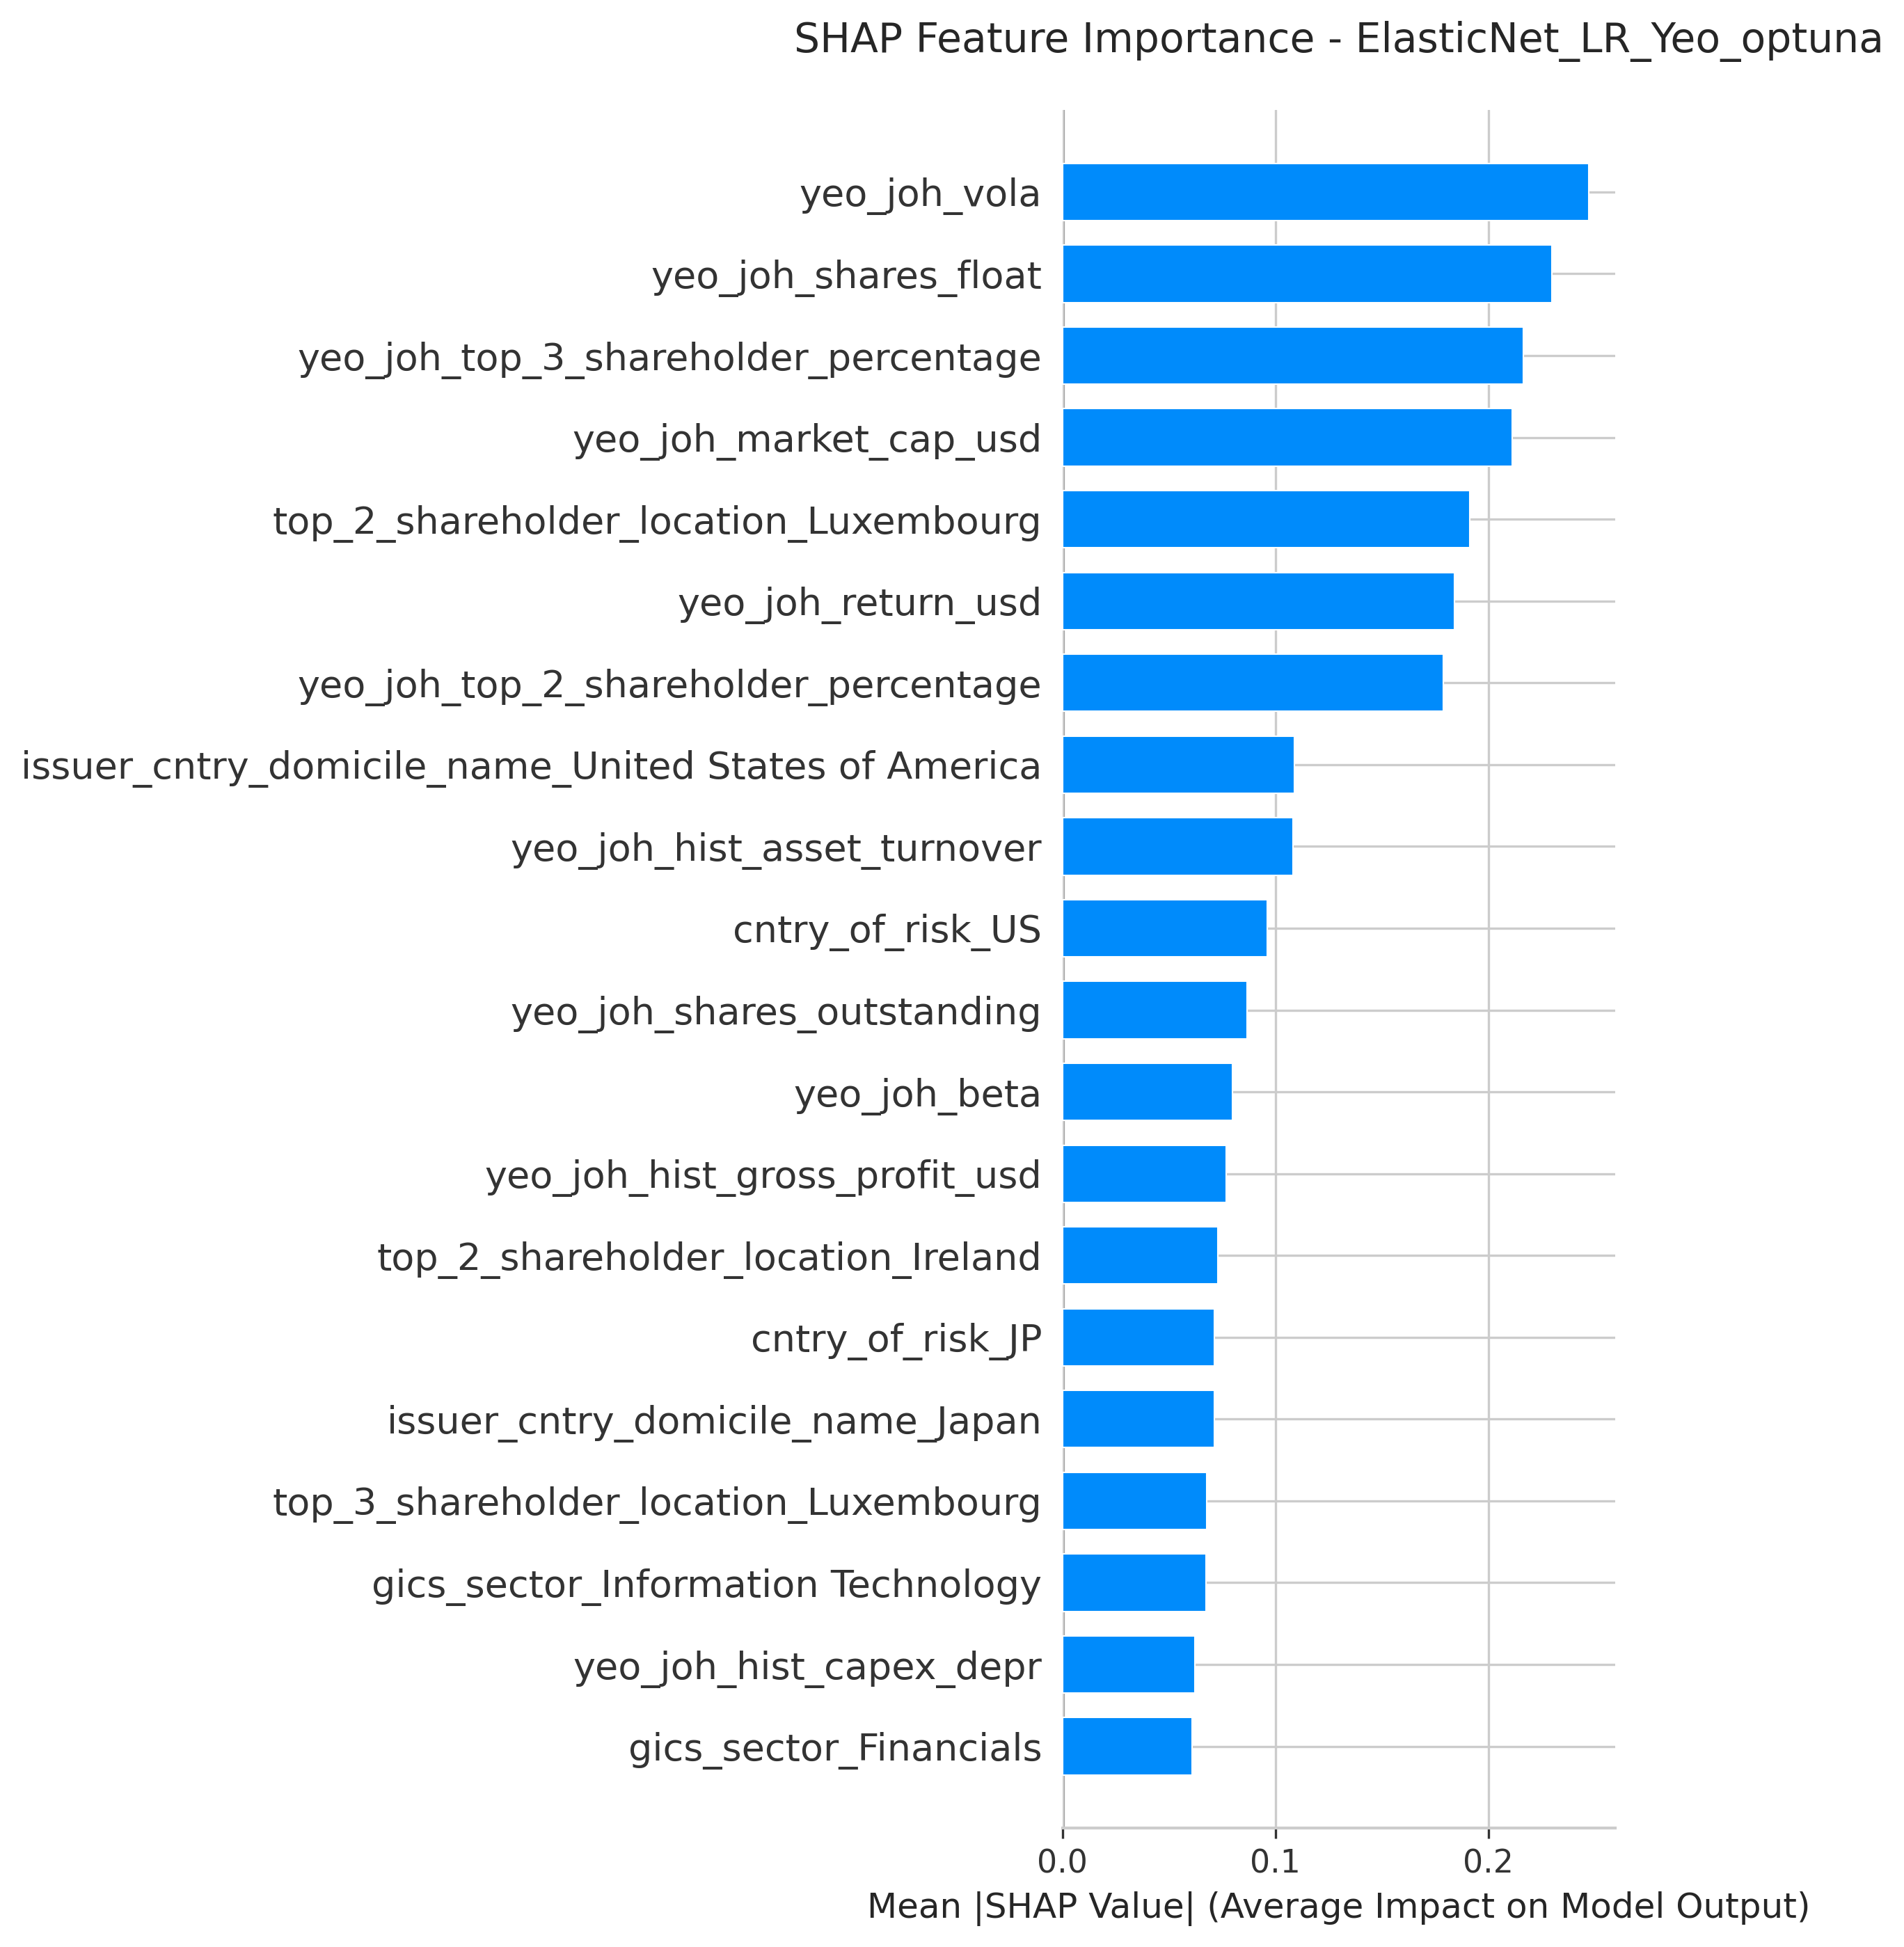 SHAP Feature Importance - ElasticNet_LR_Yeo_optuna
yeo_joh_vola
yeo_joh_shares_float
yeo_joh_top_3_shareholder_percentage
yeo_joh_market_cap_usd
top_2_shareholder_location_Luxembourg
yeo_joh_return_usd
yeo_joh_top_2_shareholder_percentage
issuer_cntry_domicile_name_United States of America
yeo_joh_hist_asset_turnover
cntry_of_risk_US
yeo_joh_shares_outstanding
yeo_joh_beta
yeo_joh_hist_gross_profit_usd
top_2_shareholder_location_Ireland
cntry_of_risk_JP
issuer_cntry_domicile_name_Japan
top_3_shareholder_location_Luxembourg
gics_sector_Information Technology
yeo_joh_hist_capex_depr
gics_sector_Financials
0.0 0.1 0.2
Mean |SHAP Value| (Average Impact on Model Output)